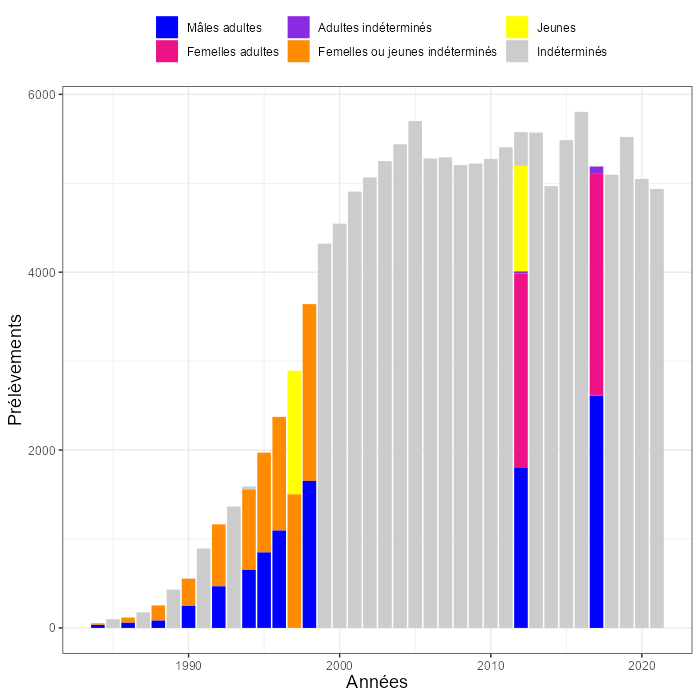 Mâles adultes
Adultes indéterminés
Jeunes
Femelles adultes
Femelles ou jeunes indéterminés
Indéterminés
6000
4000
2000
0
Prélèvements
1990
2000
2010
2020
Années